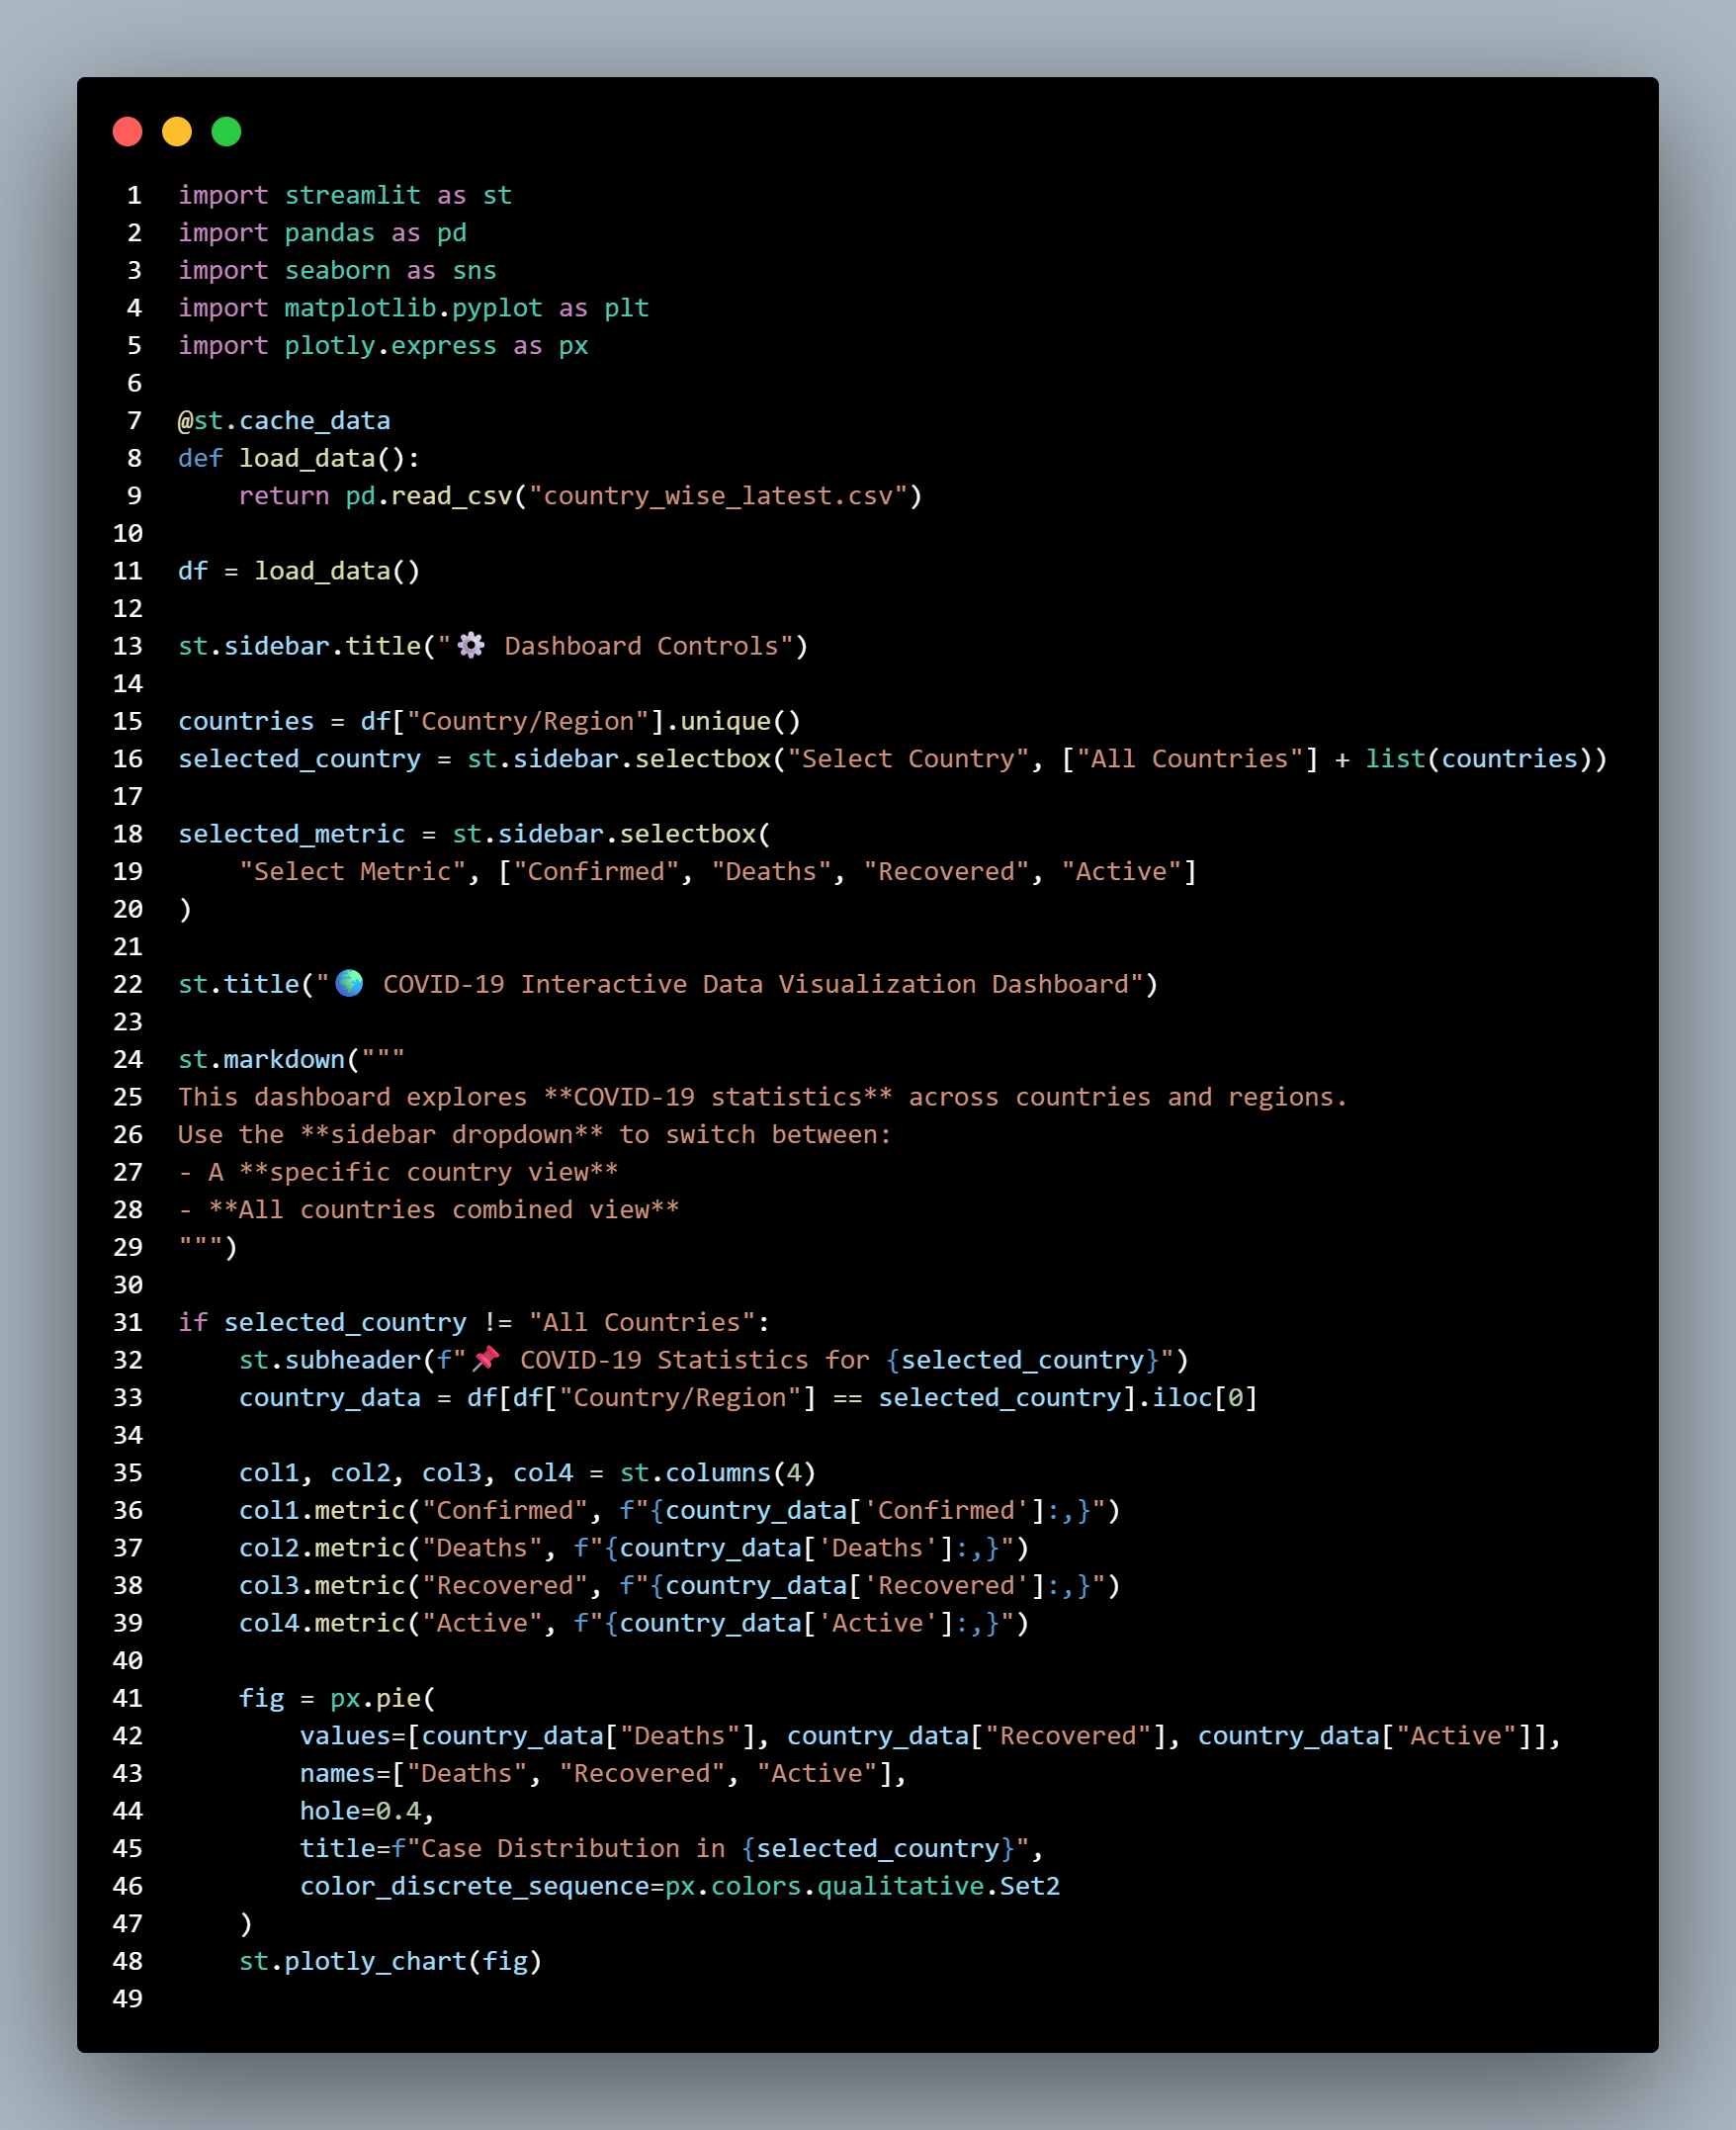 1 import streamlit as st
2 import pandas as pd
3 import seaborn as sns
4 import matplotlib.pyplot as plt
5 import plotly.express as px
6
7 @st.cache_data
8 def load_data():
9     return pd.read_csv("country_wise_latest.csv")
10
11 df = load_data()
12
13 st.sidebar.title("⚙️ Dashboard Controls")
14
15 countries = df["Country/Region"].unique()
16 selected_country = st.sidebar.selectbox("Select Country", ["All Countries"] + list(countries))
17
18 selected_metric = st.sidebar.selectbox(
19     "Select Metric", ["Confirmed", "Deaths", "Recovered", "Active"]
20 )
21
22 st.title("🌍 COVID-19 Interactive Data Visualization Dashboard")
23
24 st.markdown("""
25 This dashboard explores **COVID-19 statistics** across countries and regions.
26 Use the **sidebar dropdown** to switch between:
27 - A **specific country view**
28 - **All countries combined view**
29 """)
30
31 if selected_country != "All Countries":
32     st.subheader(f"📌 COVID-19 Statistics for {selected_country}")
33     country_data = df[df["Country/Region"] == selected_country].iloc[0]
34
35     col1, col2, col3, col4 = st.columns(4)
36     col1.metric("Confirmed", f"{country_data['Confirmed']:,}")
37     col2.metric("Deaths", f"{country_data['Deaths']:,}")
38     col3.metric("Recovered", f"{country_data['Recovered']:,}")
39     col4.metric("Active", f"{country_data['Active']:,}")
40
41     fig = px.pie(
42         values=[country_data["Deaths"], country_data["Recovered"], country_data["Active"]],
43         names=["Deaths", "Recovered", "Active"],
44         hole=0.4,
45         title=f"Case Distribution in {selected_country}",
46         color_discrete_sequence=px.colors.qualitative.Set2
47     )
48     st.plotly_chart(fig)
49